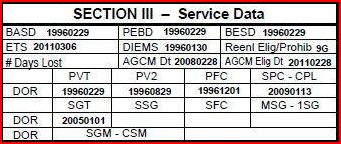 SECTION III – Service Data
BASD 19960229 PEBD 19960229 BESD 19960229
ETS 20110306 DIEMS 19960130 Reenl Elig/Prohib 9G
# Days Lost AGCM Dt 20080228 AGCM Elig Dt 20110228
PVT PV2 PFC SPC - CPL
DOR 19960229 19960829 19961201 20090113
SGT SSG SFC MSG - 1SG
DOR 20050101
DOR SGM - CSM